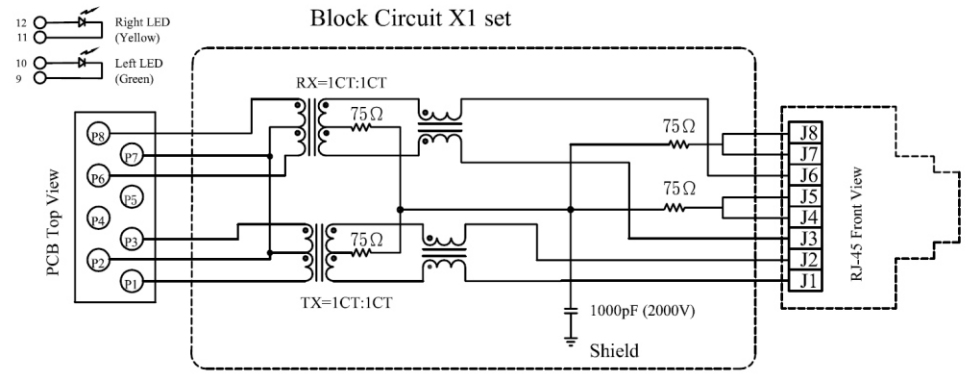 Block Circuit X1 set
12
Right LED
11
(Yellow)
10
Left LED
9
(Green)
RX=1CT:1CT
75Ω
75Ω
P8
J8
P7
J7
P6
J6
75Ω
P5
J5
P4
J4
P3
J3
75Ω
P2
J2
P1
J1
PCB Top View
RJ-45 Front View
TX=1CT:1CT
1000pF (2000V)
Shield